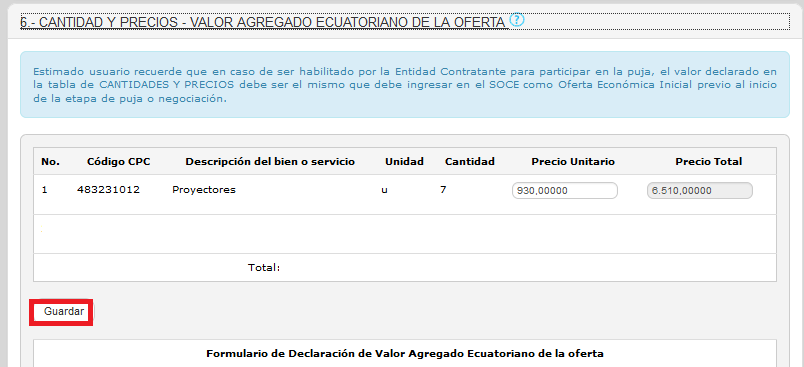 6.- CANTIDAD Y PRECIOS - VALOR AGREGADO ECUATORIANO DE LA OFERTA ?
Estimado usuario recuerde que en caso de ser habilitado por la Entidad Contratante para participar en la puja, el valor declarado en
la tabla de CANTIDADES Y PRECIOS debe ser el mismo que debe ingresar en el SOCE como Oferta Económica Inicial previo al inicio
de la etapa de puja o negociación.
No. Código CPC Descripción del bien o servicio Unidad Cantidad Precio Unitario Precio Total
1 483231012 Proyectores u 7 930,00000 6.510,00000
Total:
Guardar
Formulario de Declaración de Valor Agregado Ecuatoriano de la oferta